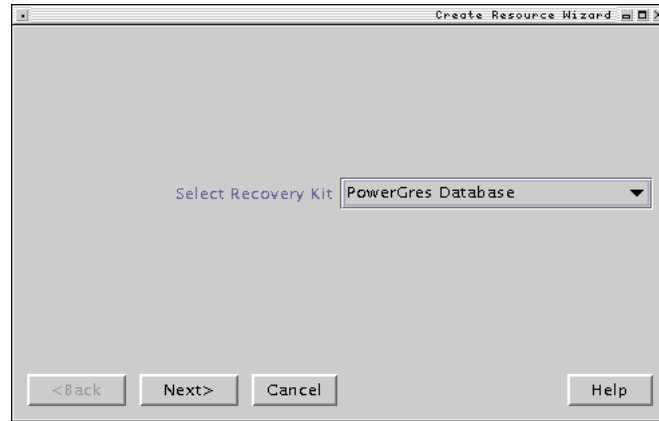 Create Resource Wizard
Select Recovery Kit PowerGres Database
<Back Next> Cancel Help